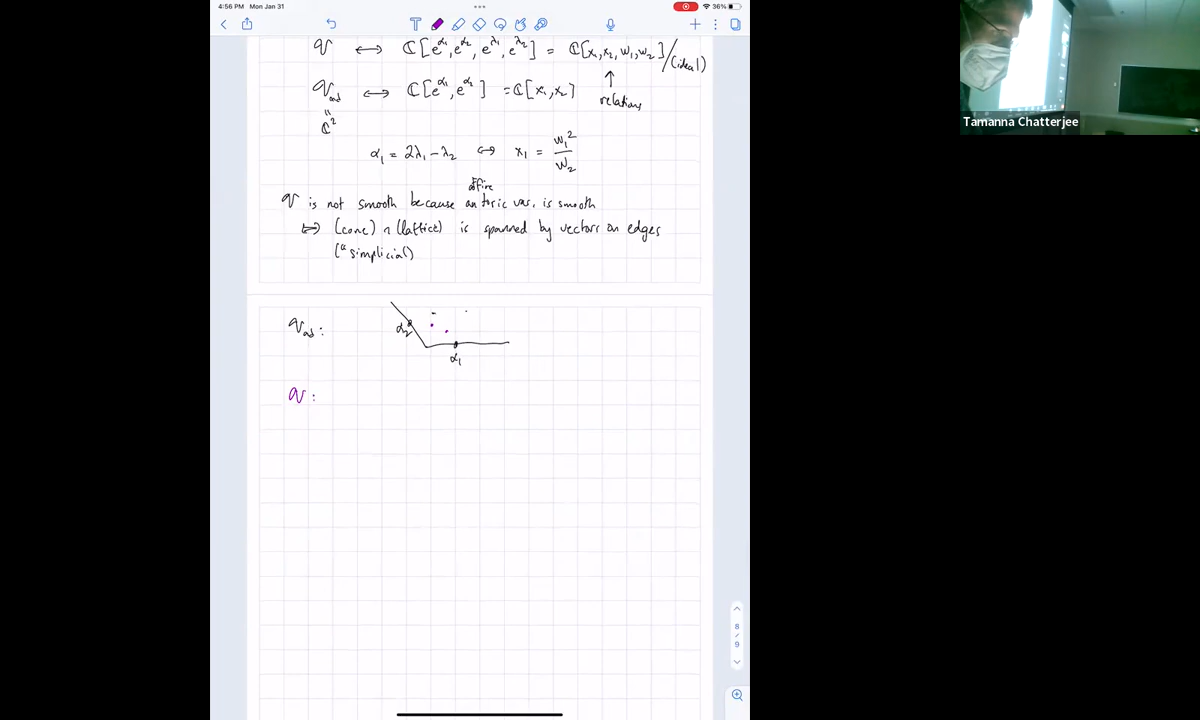 4:56 PM Mon Jan 31
36%
𝒱 ⟷ ℂ[e^α₁, e^α₂, e^λ₁, e^λ₂] = ℂ[x₁, x₂, w₁, w₂]/(ideal)
𝒱_ad ⟷ ℂ[e^α₁, e^α₂] = ℂ[x₁, x₂]
↑
relations
"
ℂ²
α₁ = 2λ₁ − λ₂ ⟷ x₁ = w₁²/w₂
affine
𝒱 is not smooth because an toric var. is smooth
⟺ (cone) ∩ (lattice) is spanned by vectors on edges
("simplicial)
𝒱_ad :
α₂
α₁
𝒱 :
8
/
9
Tamanna Chatterjee